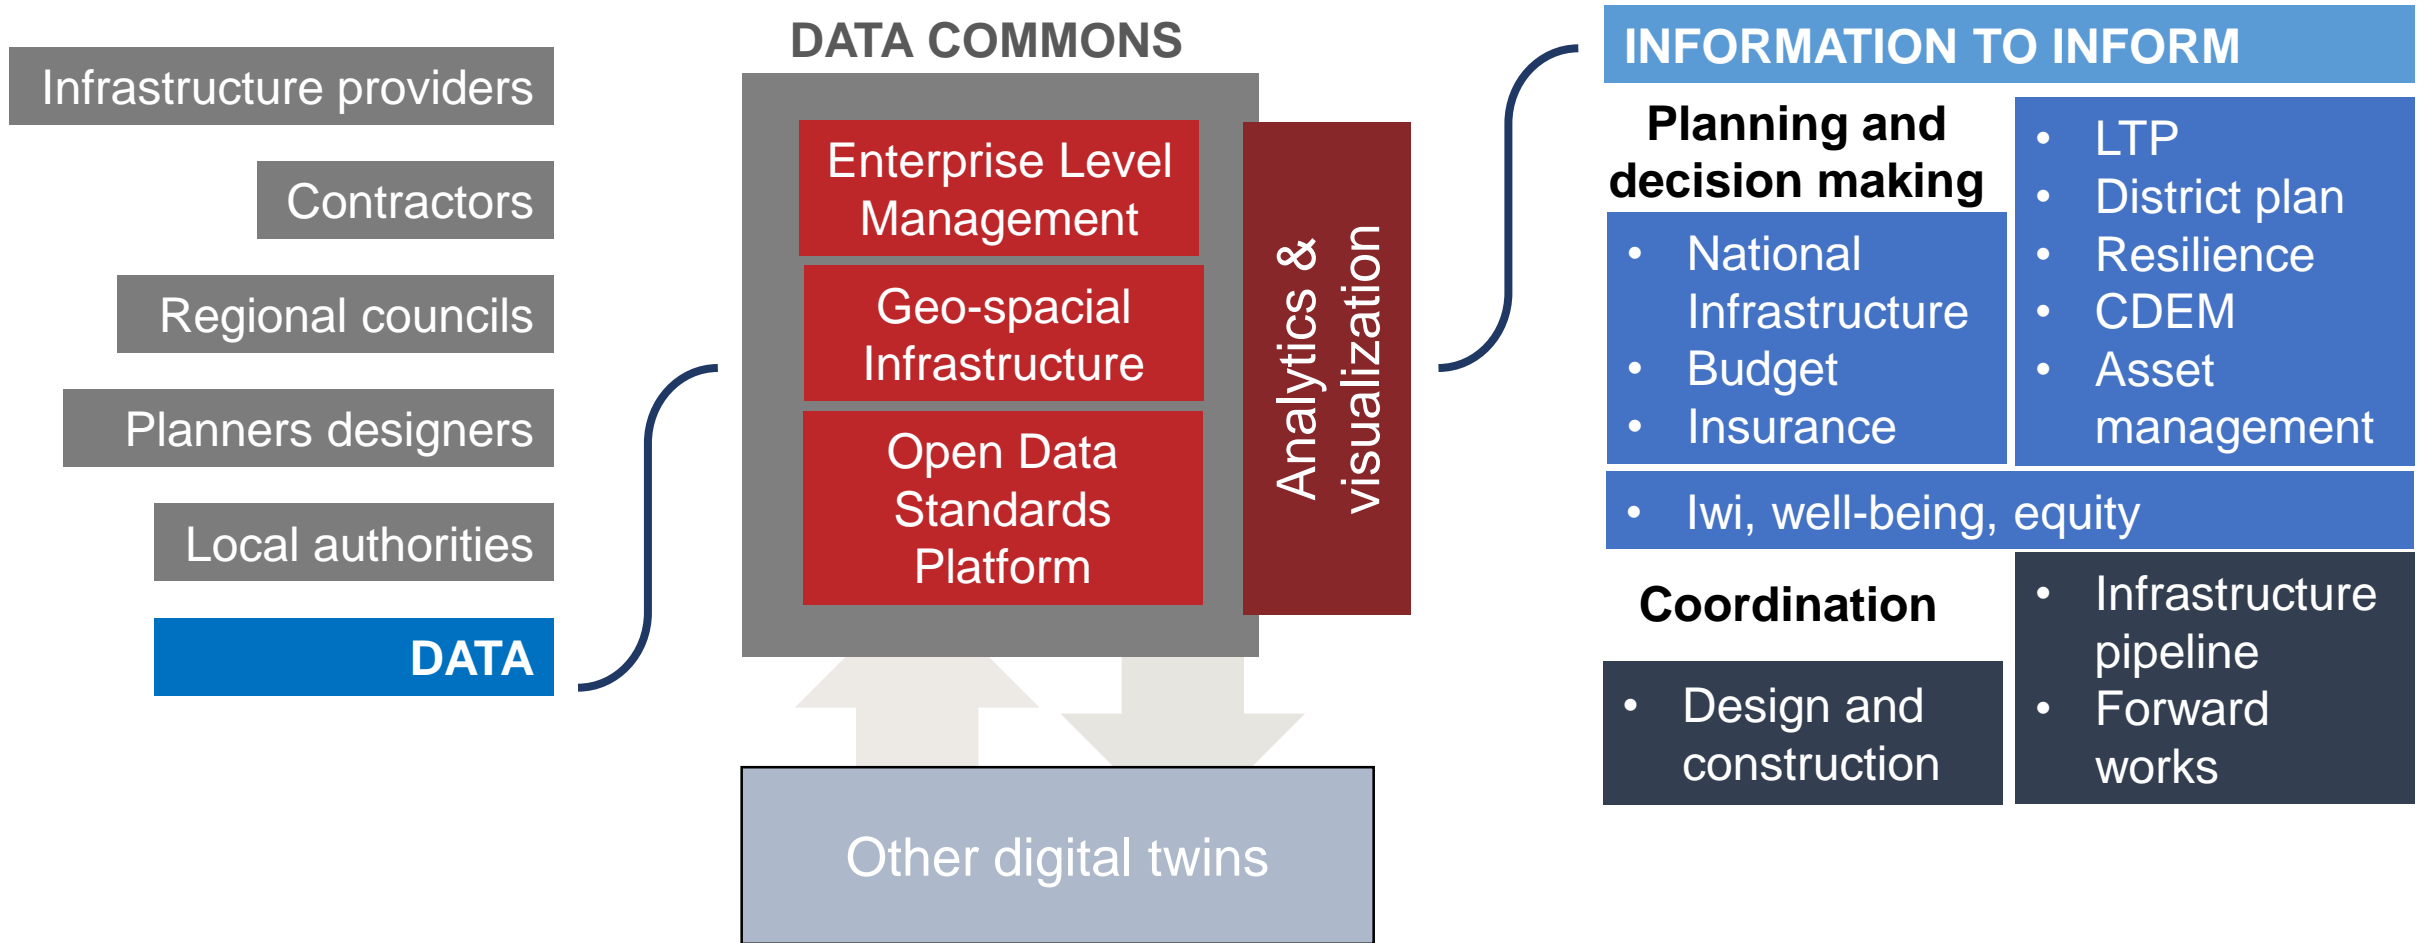 Infrastructure providers
Contractors
Regional councils
Planners designers
Local authorities
DATA
DATA COMMONS
Enterprise Level
Management
Geo-spacial
Infrastructure
Open Data
Standards
Platform
Analytics &
visualization
Other digital twins
INFORMATION TO INFORM
Planning and
decision making
• National
Infrastructure
• Budget
• Insurance
• LTP
• District plan
• Resilience
• CDEM
• Asset
management
• Iwi, well-being, equity
Coordination
• Design and
construction
• Infrastructure
pipeline
• Forward
works